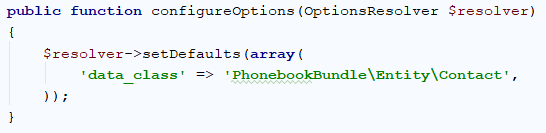 public function configureOptions(OptionsResolver $resolver)
{
    $resolver->setDefaults(array(
        'data_class' => 'PhonebookBundle\Entity\Contact',
    ));
}